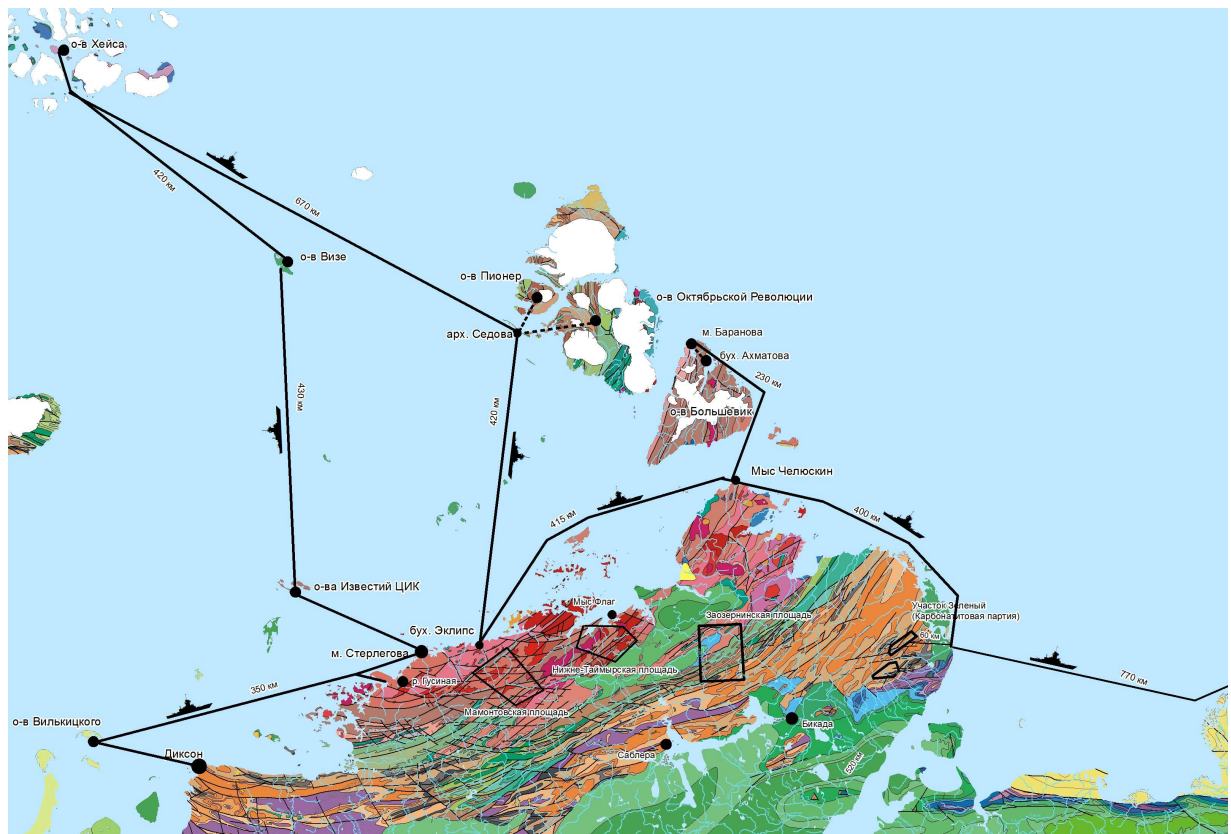 о-в Хейса
420 км
670 км
о-в Визе
о-в Пионер
о-в Октябрьской Революции
арх. Седова
м. Баранова
бух. Ахматова
230 км
430 км
420 км
о-в Большевик
Мыс Челюскин
415 км
400 км
о-ва Известий ЦИК
Мыс Флаг
Заозернинская площадь
Участок Зеленый
(Карбонатитовая партия)
60 км
бух. Эклипс
м. Стерлегова
Нижне-Таймырская площадь
р. Гусиная
770 км
350 км
Мамонтовская площадь
о-в Вилькицкого
Бикада
Диксон
Саблера
500 км